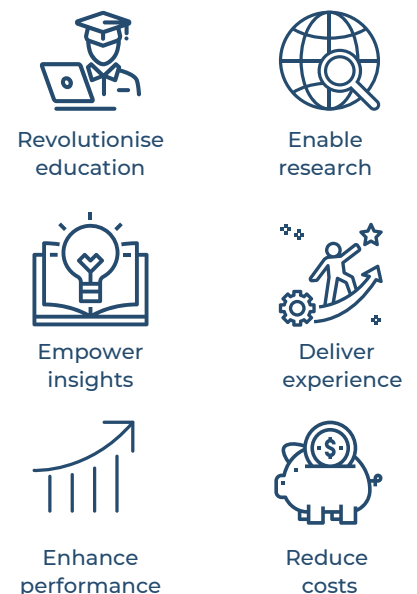 Revolutionise
education
Enable
research
Empower
insights
Deliver
experience
$
Enhance
performance
Reduce
costs